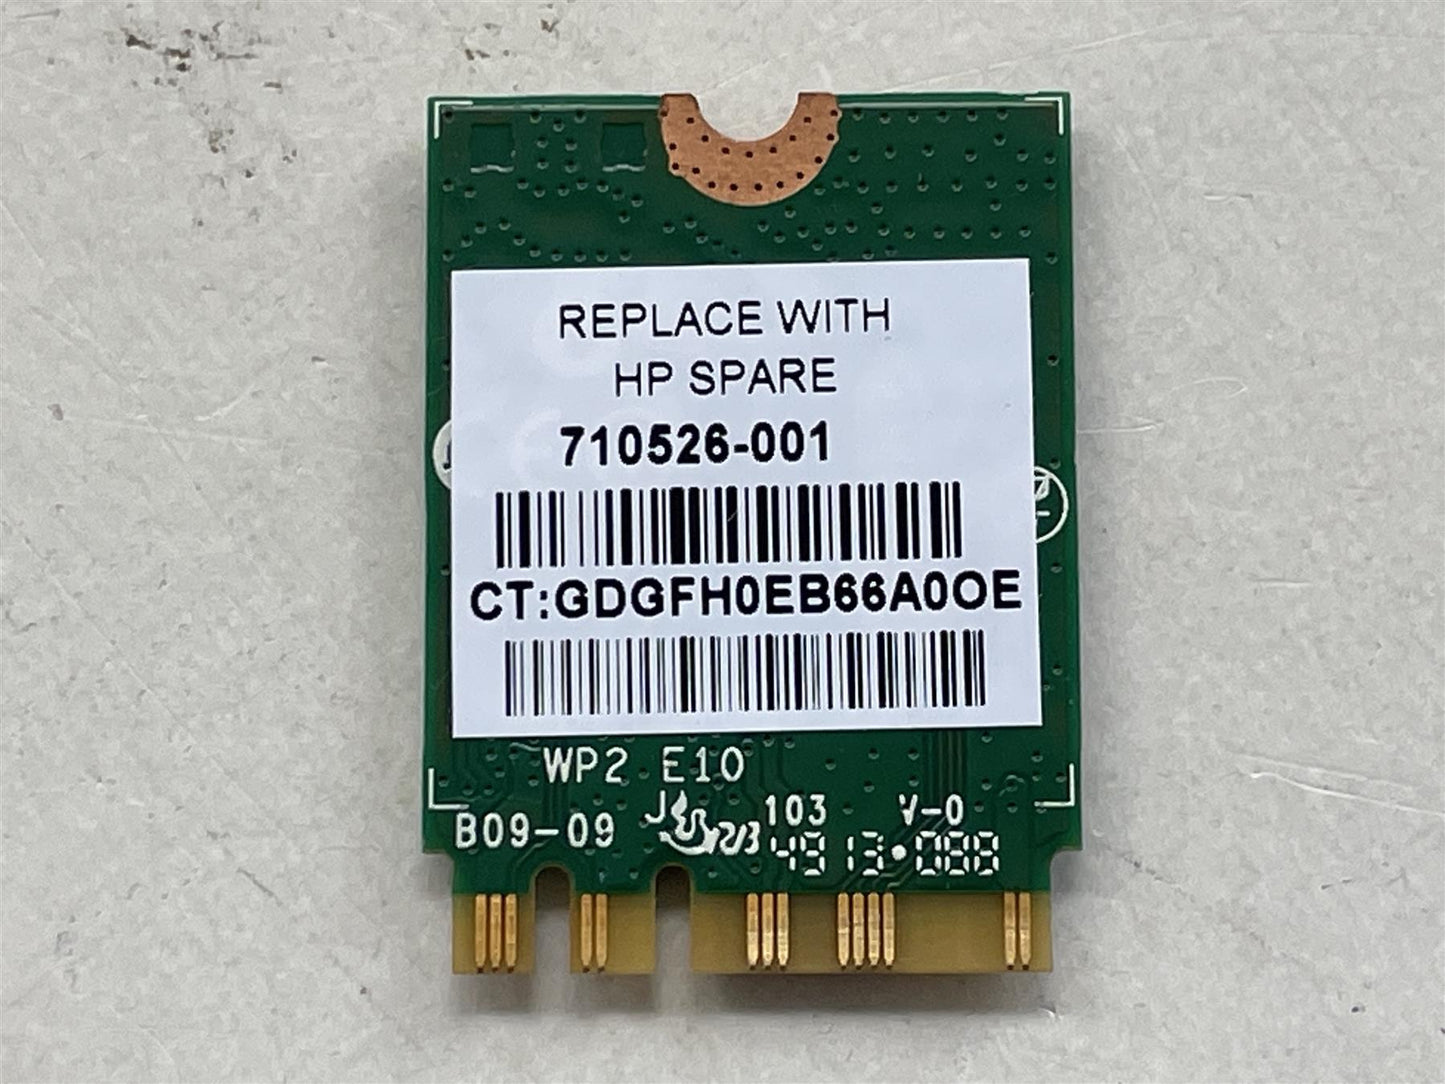 REPLACE WITH
HP SPARE
710526-001
CT:GDGFH0EB66A0OE
WP2 E10
B09-09
103 V-0
4913•088